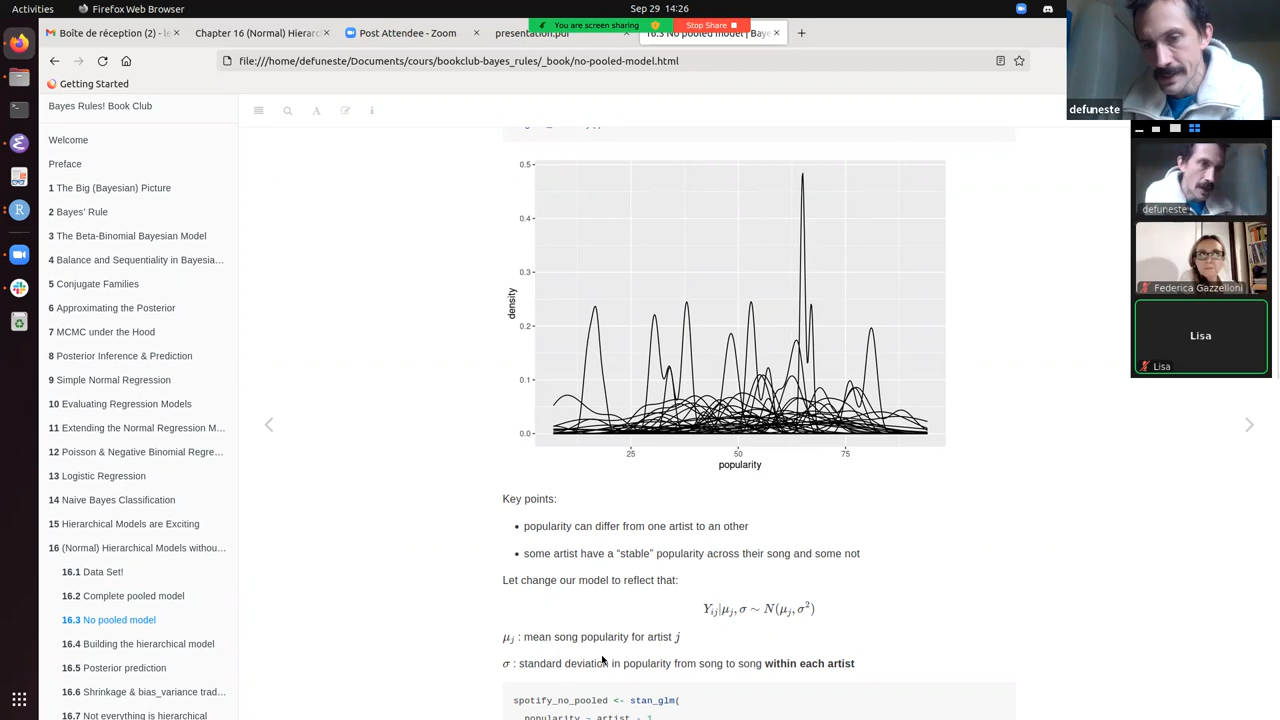 Activities
Firefox Web Browser
Sep 29 14:26
You are screen sharing
Stop Share
Boîte de réception (2) - l
Chapter 16 (Normal) Hierarc
Post Attendee - Zoom
presentation.pdf
16.3 No pooled model | Baye
file:///home/defuneste/Documents/cours/bookclub-bayes_rules/_book/no-pooled-model.html
Getting Started
defuneste
Bayes Rules! Book Club
Welcome
Preface
1 The Big (Bayesian) Picture
2 Bayes' Rule
3 The Beta-Binomial Bayesian Model
4 Balance and Sequentiality in Bayesia...
5 Conjugate Families
6 Approximating the Posterior
7 MCMC under the Hood
8 Posterior Inference & Prediction
9 Simple Normal Regression
10 Evaluating Regression Models
11 Extending the Normal Regression M...
12 Poisson & Negative Binomial Regre...
13 Logistic Regression
14 Naive Bayes Classification
15 Hierarchical Models are Exciting
16 (Normal) Hierarchical Models withou...
16.1 Data Set!
16.2 Complete pooled model
16.3 No pooled model
16.4 Building the hierarchical model
16.5 Posterior prediction
16.6 Shrinkage & bias_variance trad...
16.7 Not everything is hierarchical
0.5
0.4
0.3
0.2
0.1
0.0
density
25
50
75
popularity
Key points:
• popularity can differ from one artist to an other
• some artist have a “stable” popularity across their song and some not
Let change our model to reflect that:
Y_{ij}|μ_j, σ ∼ N(μ_j, σ²)
μ_j : mean song popularity for artist j
σ : standard deviation in popularity from song to song within each artist
spotify_no_pooled <- stan_glm(
popularity ~ artist - 1
defuneste
Federica Gazzelloni
Lisa
Lisa